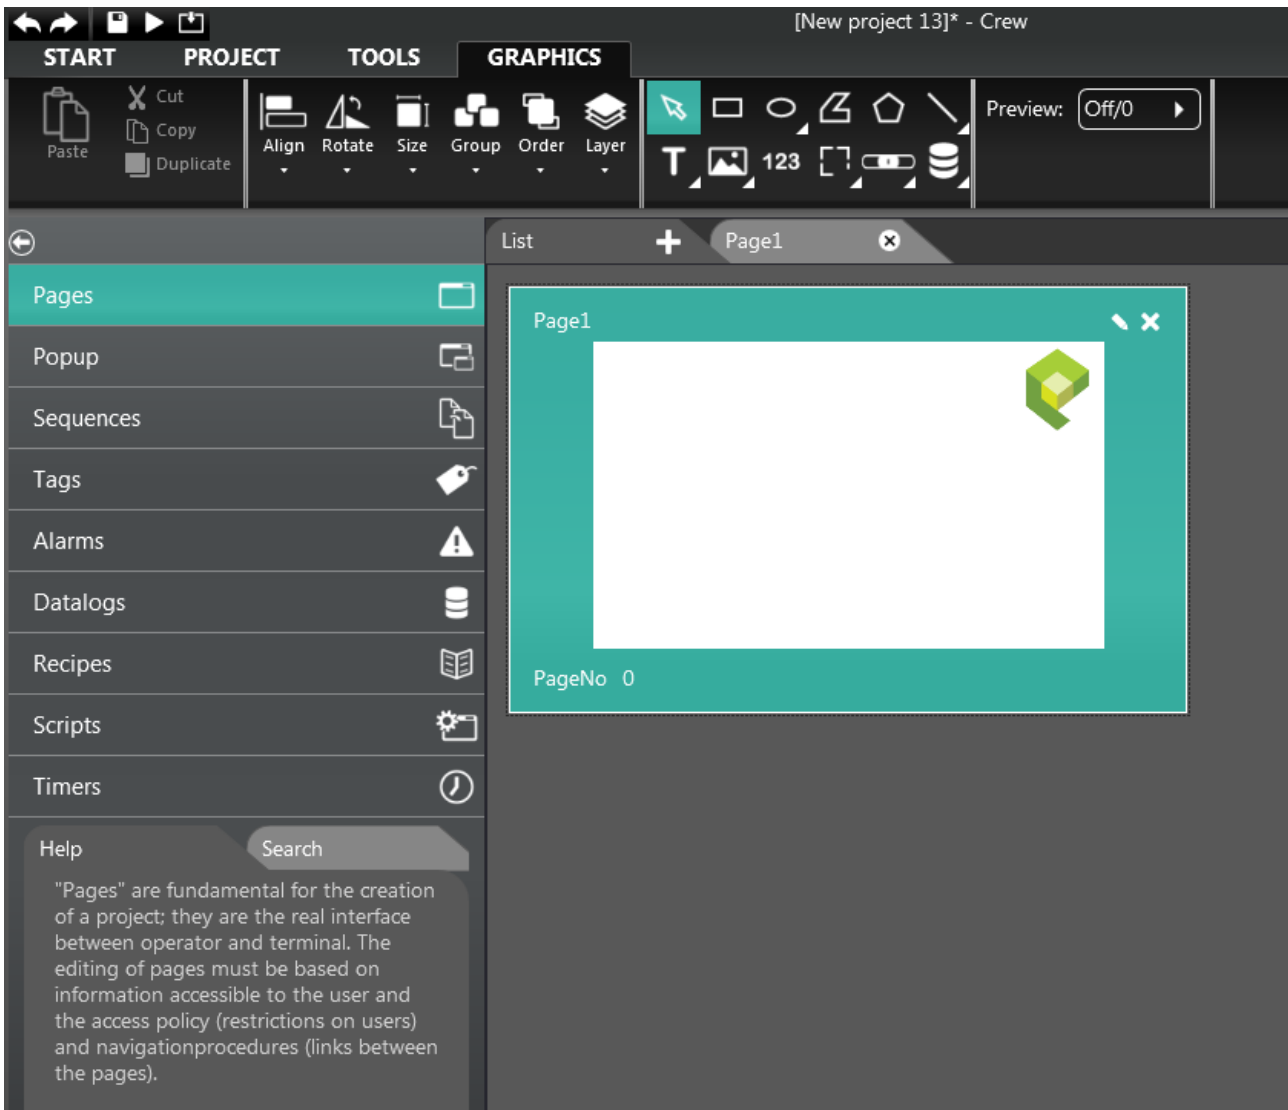 [New project 13]* - Crew
START PROJECT TOOLS GRAPHICS
Paste
Cut
Copy
Duplicate
Align Rotate Size Group Order Layer
T 123
Preview: Off/0
List Page1
Pages
Popup
Sequences
Tags
Alarms
Datalogs
Recipes
Scripts
Timers
Page1
PageNo 0
Help Search
"Pages" are fundamental for the creation
of a project; they are the real interface
between operator and terminal. The
editing of pages must be based on
information accessible to the user and
the access policy (restrictions on users)
and navigationprocedures (links between
the pages).